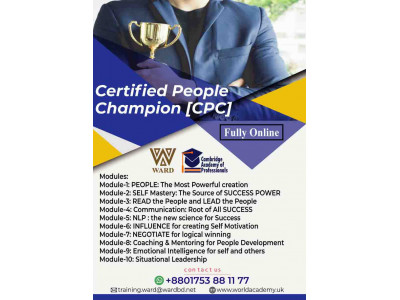 Certified People
Champion [CPC]
Fully Online
WARD
Cambridge
Academy of
Professionals
Modules:
Module-1: PEOPLE: The Most Powerful creation
Module-2: SELF Mastery: The Source of SUCCESS POWER
Module-3: READ the People and LEAD the People
Module-4: Communication: Root of All SUCCESS
Module-5: NLP : the new science for Success
Module-6: INFLUENCE for creating Self Motivation
Module-7: NEGOTIATE for logical winning
Module-8: Coaching & Mentoring for People Development
Module-9: Emotional Intelligence for self and others
Module-10: Situational Leadership
contact us
+8801753 88 11 77
training.ward@wardbd.net
www.worldacademy.uk